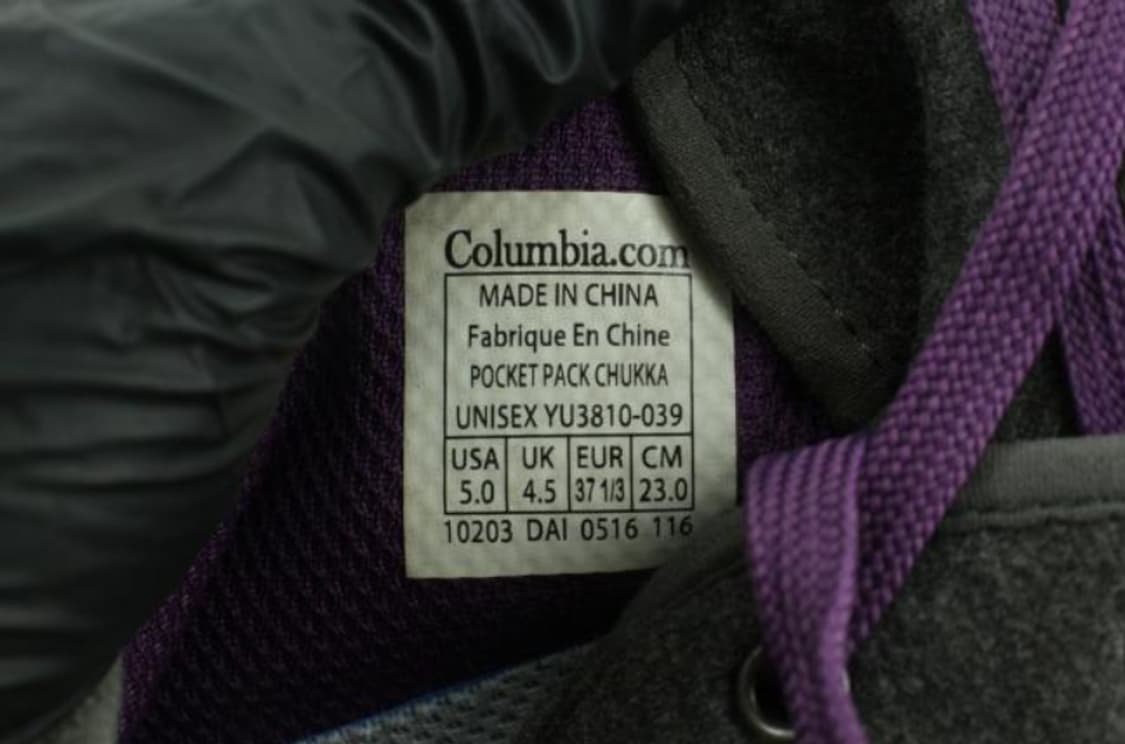 Columbia.com
MADE IN CHINA
Fabrique En Chine
POCKET PACK CHUKKA
UNISEX YU3810-039
USA UK EUR CM
5.0 4.5 37 1/3 23.0
10203 DAI 0516 116